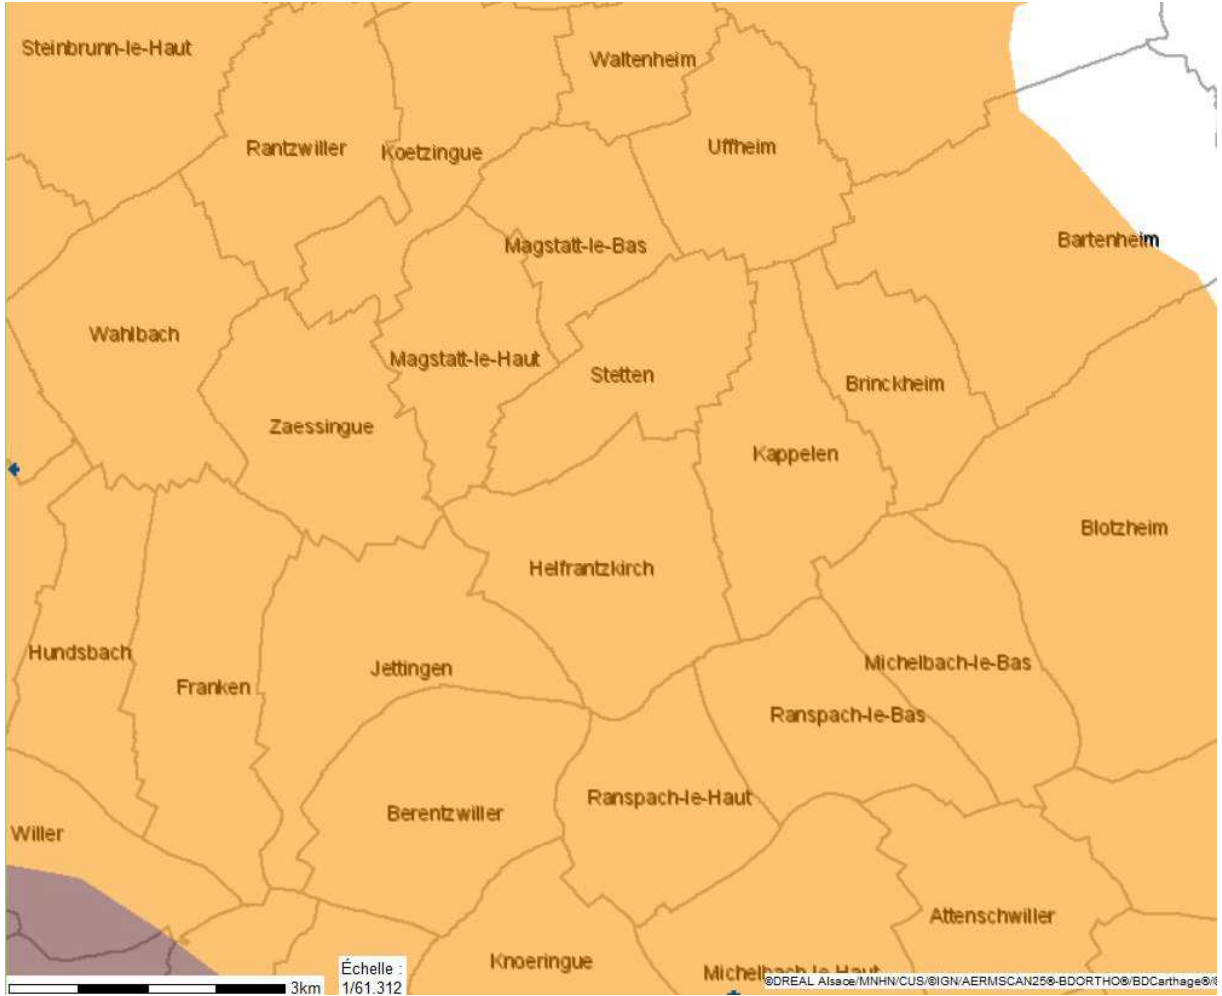 Steinbrunn-le-Haut
Waltenheim
Rantzwiller
Koetzingue
Uffheim
Magstatt-le-Bas
Bartenheim
Wahlbach
Magstatt-le-Haut
Stetten
Brinckheim
Zaessingue
Kappelen
Blotzheim
Helfrantzkirch
Hundsbach
Jettingen
Michelbach-le-Bas
Franken
Ranspach-le-Bas
Ranspach-le-Haut
Berentzwiller
Willer
Attenschwiller
Knoeringue
Michelbach-le-Haut
Échelle :
3km
1/61.312
©DREAL Alsace/MNHN/CUS/©IGN/AERMSCAN25®-BDORTHO®/BDCarthage®/